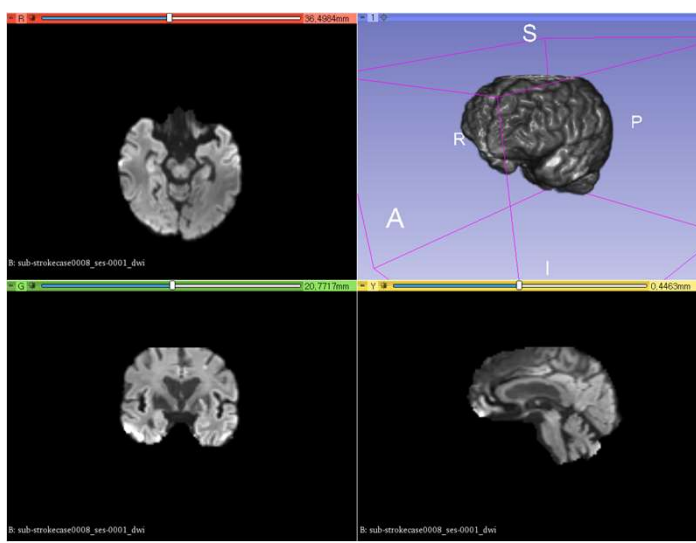 R 36.4984mm
1
S
R
P
A
I
B: sub-strokecase0008_ses-0001_dwi
G 20.7717mm
Y 0.4463mm
B: sub-strokecase0008_ses-0001_dwi
B: sub-strokecase0008_ses-0001_dwi